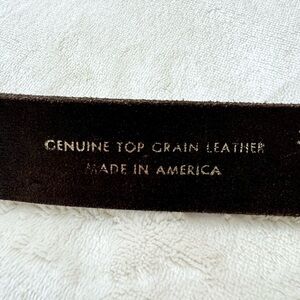 GENUINE TOP GRAIN LEATHER
MADE IN AMERICA